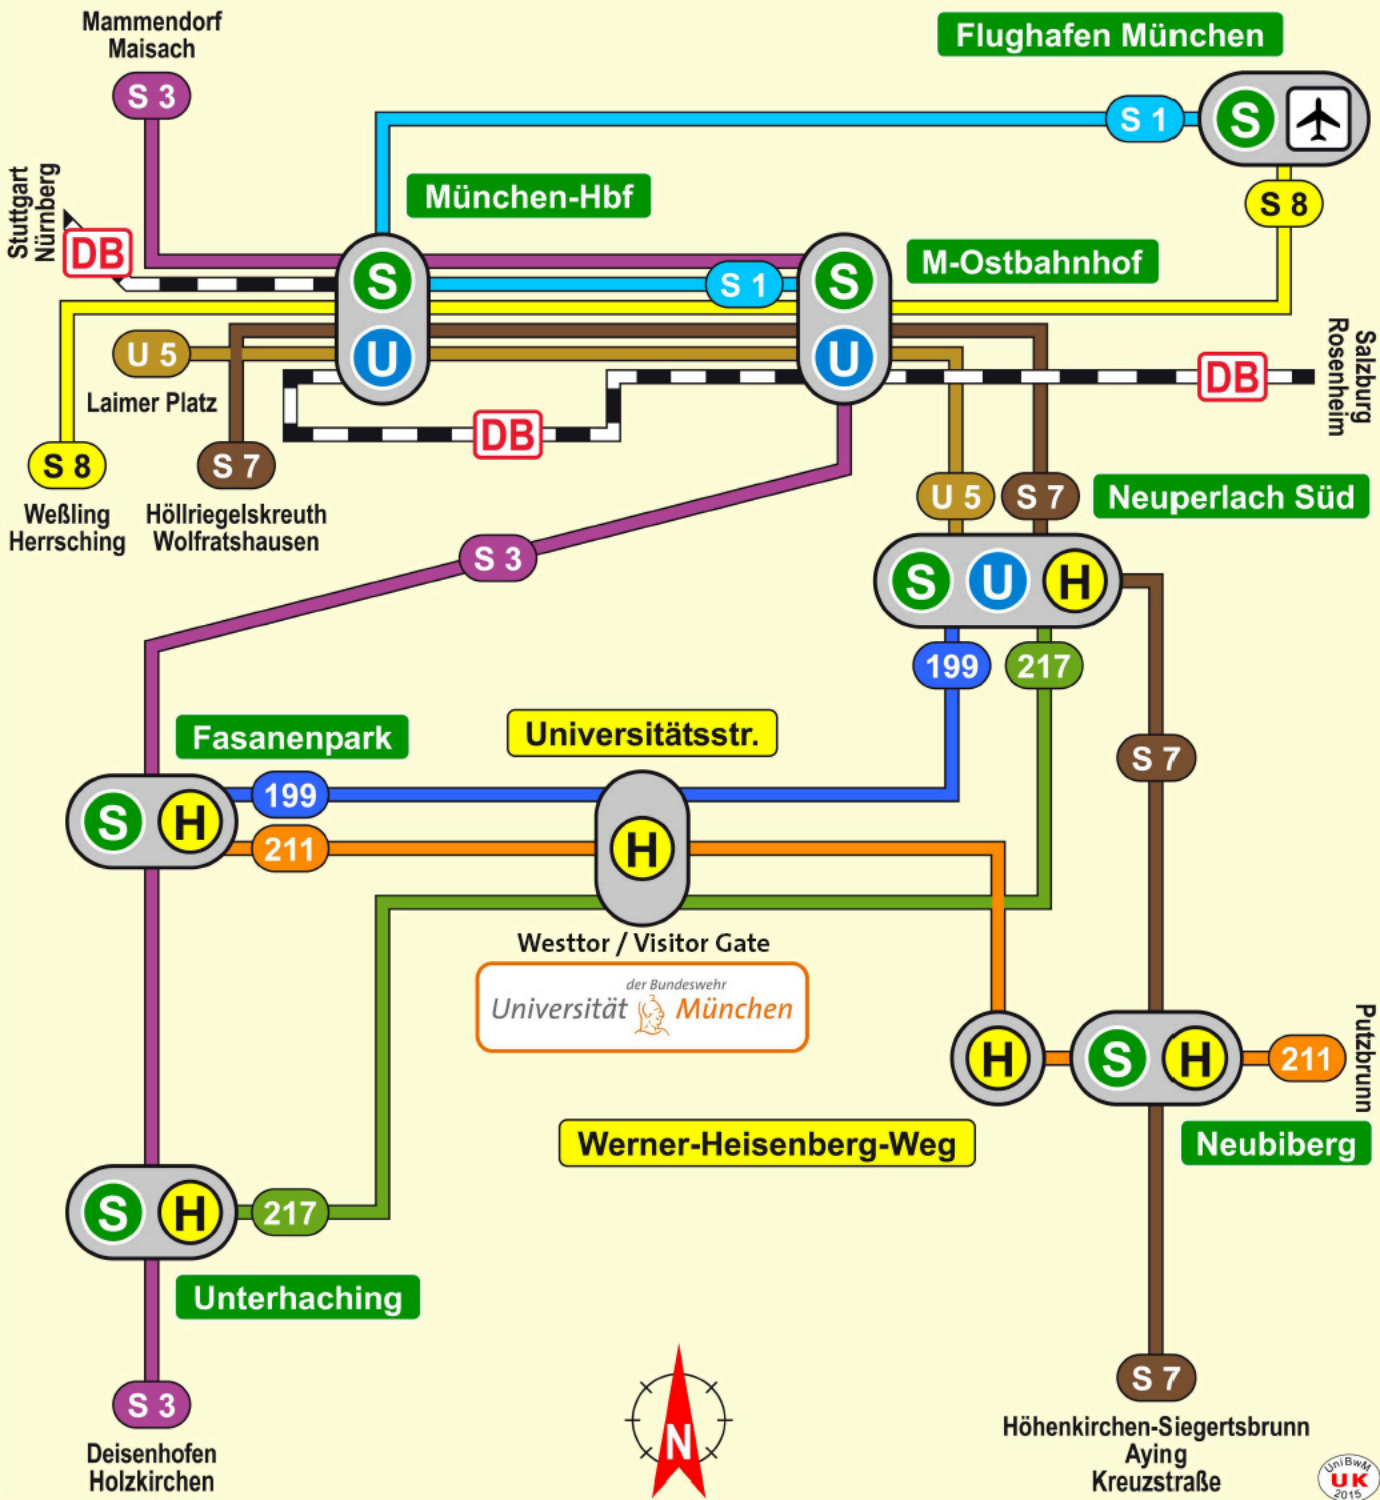 Mammendorf
Maisach
S 3
Flughafen München
S 1
S
S 8
Stuttgart
Nürnberg
DB
München-Hbf
M-Ostbahnhof
S
S 1
S
U 5
U
U
Laimer Platz
DB
DB
Salzburg
Rosenheim
S 8
S 7
Weßling
Herrsching
Höllriegelskreuth
Wolfratshausen
U 5
S 7
Neuperlach Süd
S 3
S U H
199
217
Fasanenpark
Universitätsstr.
S 7
S H
199
211
H
Westtor / Visitor Gate
der Bundeswehr
Universität München
H
S H
211
Putzbrunn
Werner-Heisenberg-Weg
Neubiberg
S H
217
Unterhaching
S 3
Deisenhofen
Holzkirchen
N
S 7
Höhenkirchen-Siegertsbrunn
Aying
Kreuzstraße
UniBwM
UK
2015